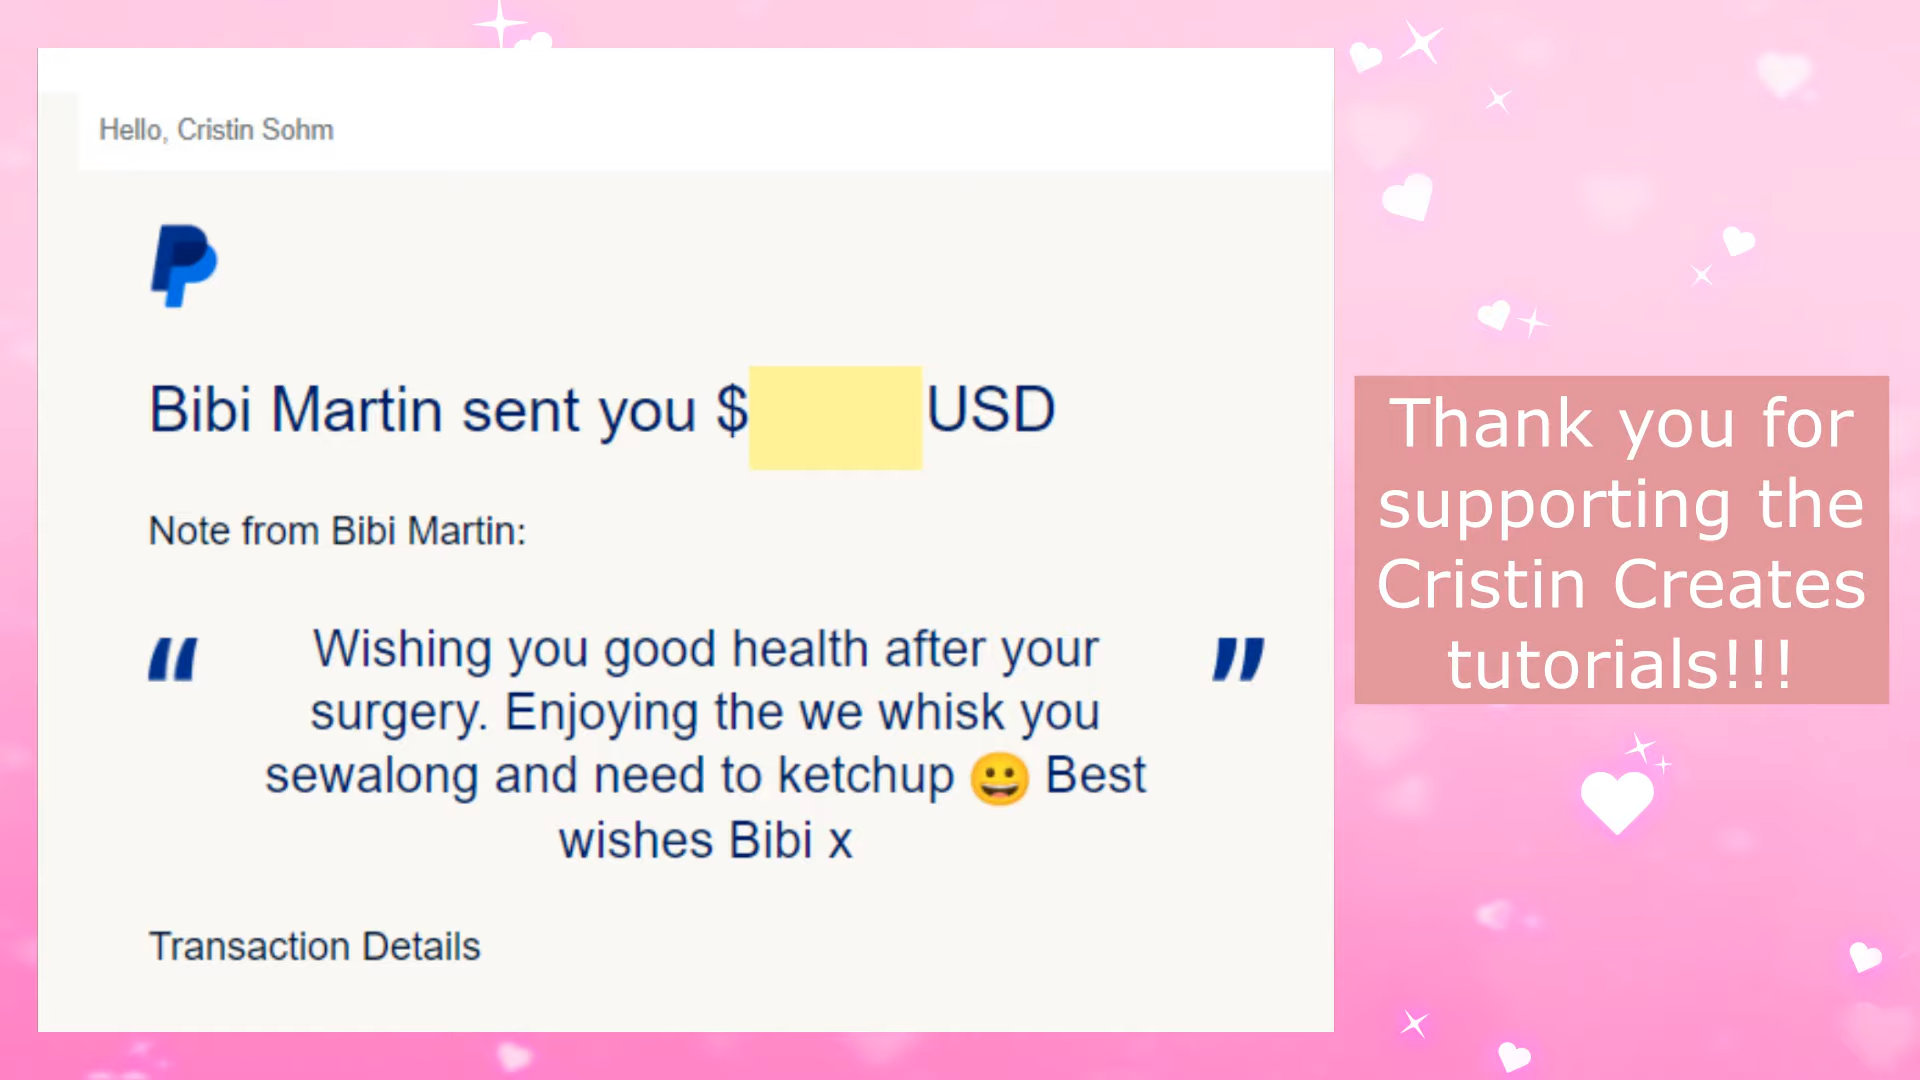 Hello, Cristin Sohm
Bibi Martin sent you $ USD
Note from Bibi Martin:
“ Wishing you good health after your ”
surgery. Enjoying the we whisk you
sewalong and need to ketchup 😀 Best
wishes Bibi x
Transaction Details
Thank you for
supporting the
Cristin Creates
tutorials!!!